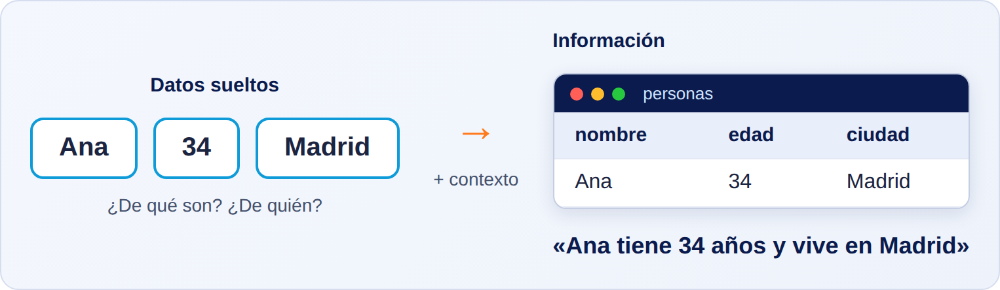 Datos sueltos
Ana 34 Madrid
¿De qué son? ¿De quién?
→
+ contexto
Información
personas
nombre edad ciudad
Ana 34 Madrid
«Ana tiene 34 años y vive en Madrid»